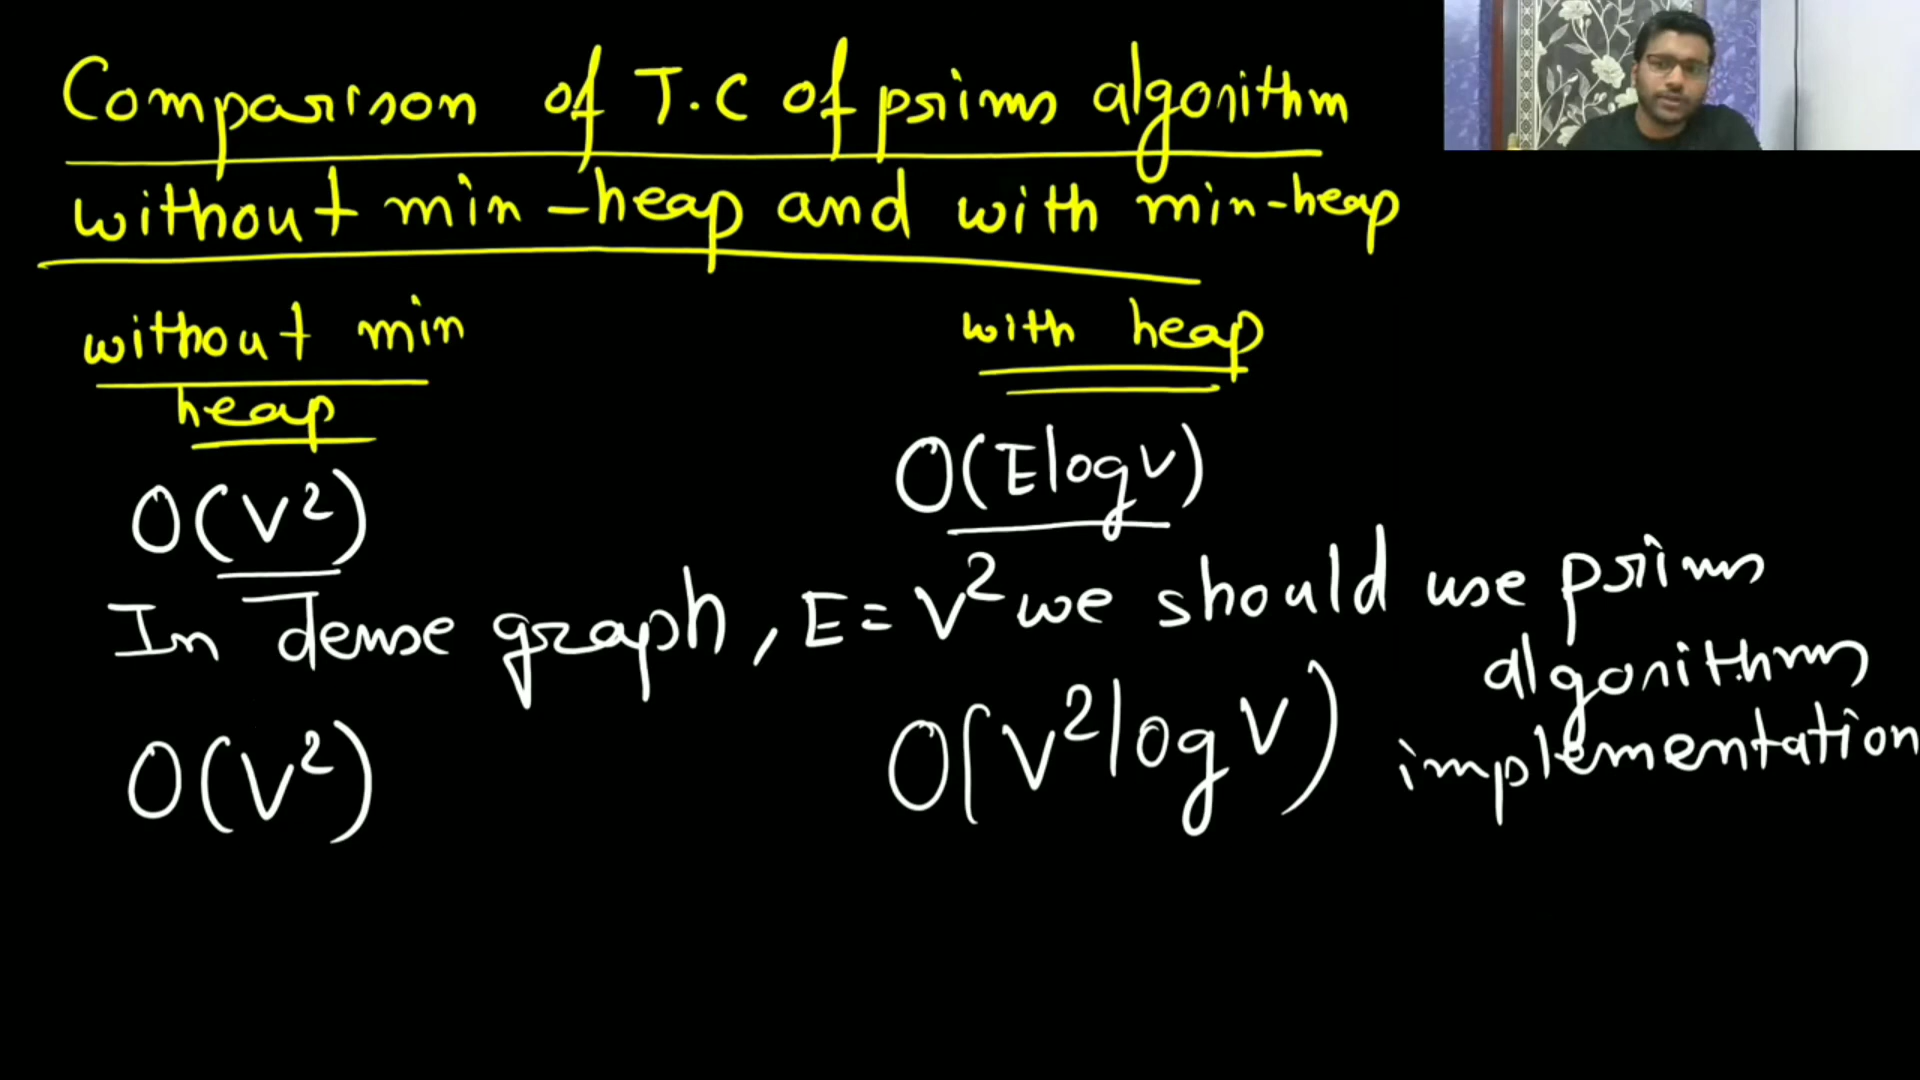 Comparison of T.C of prims algorithm
without min-heap and with min-heap
without min
heap
with heap
O(V²)
O(ElogV)
In dense graph, E = V² we should use prims
algorithms
implementation
O(V²)
O(V²logV)